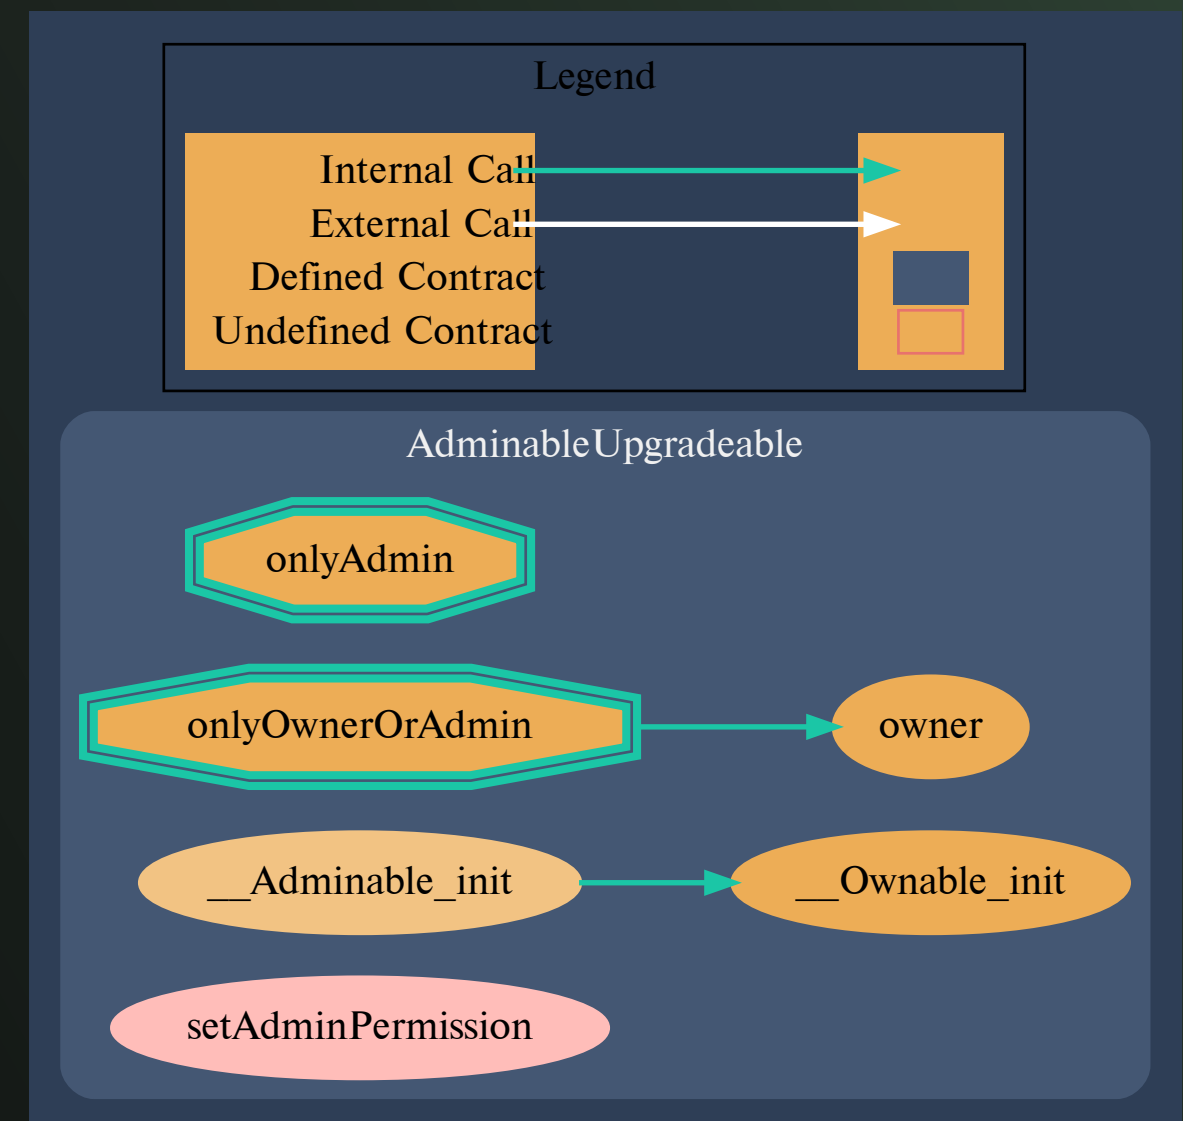 Legend
Internal Call
External Call
Defined Contract
Undefined Contract
AdminableUpgradeable
onlyAdmin
onlyOwnerOrAdmin
owner
__Adminable_init
__Ownable_init
setAdminPermission